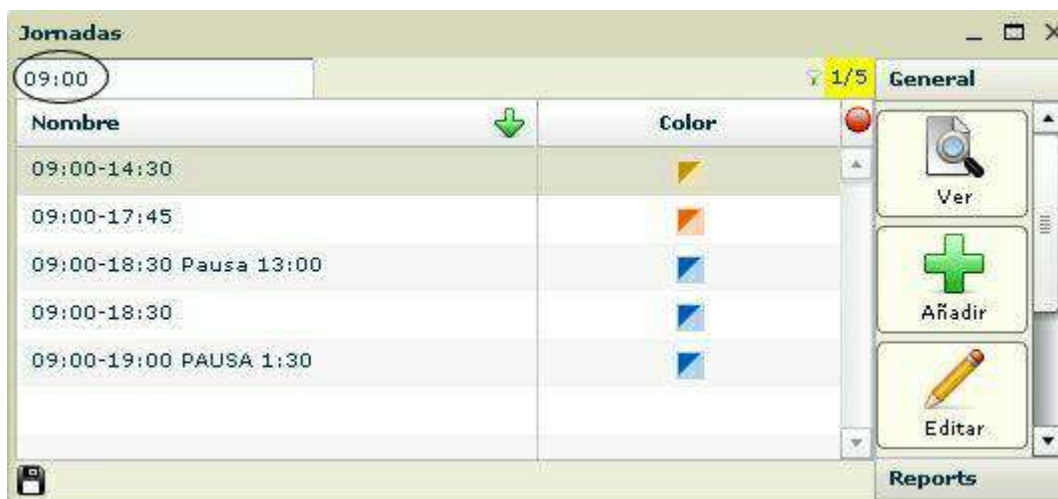 Jornadas
09:00
1/5
General
Nombre
Color
09:00-14:30
09:00-17:45
09:00-18:30 Pausa 13:00
09:00-18:30
09:00-19:00 PAUSA 1:30
Ver
Añadir
Editar
Reports